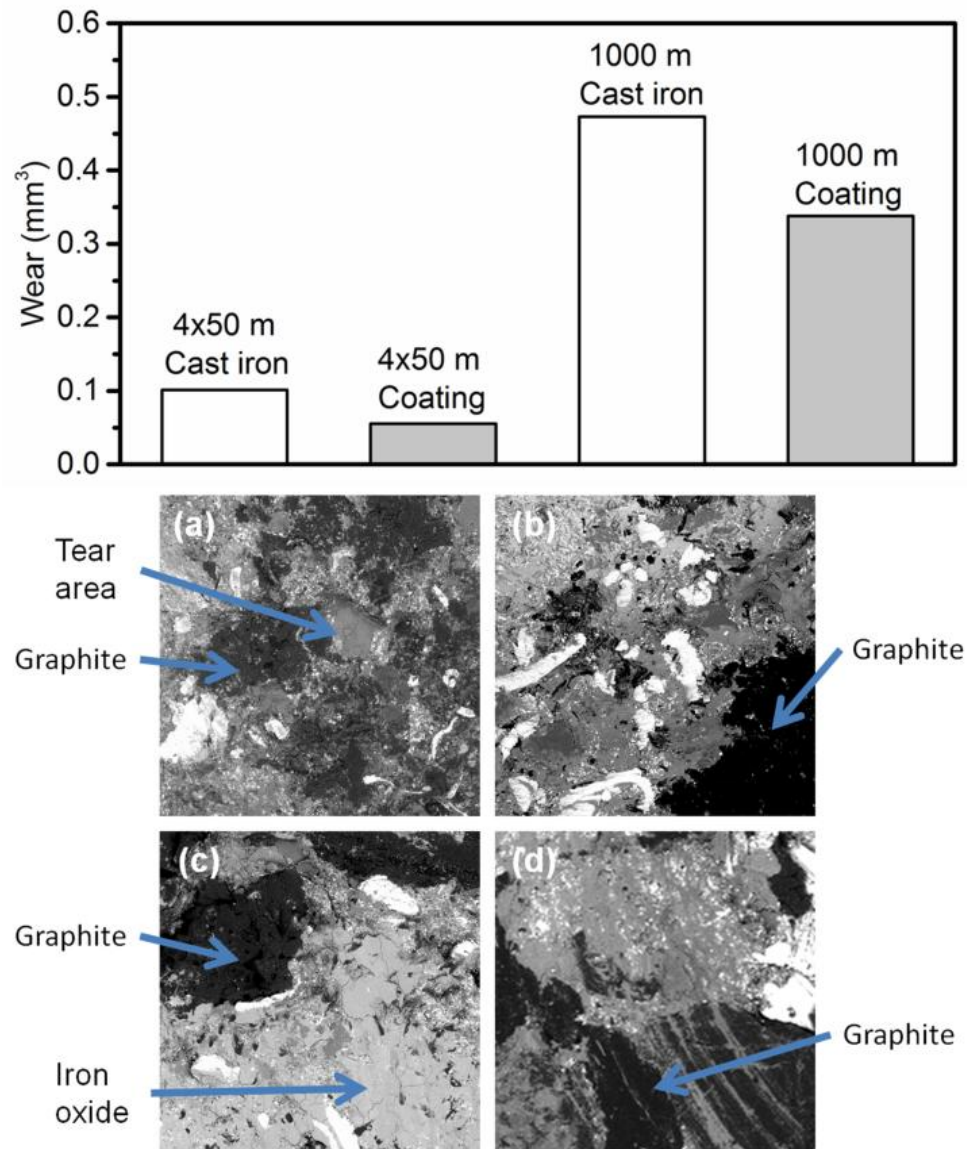 0.6
0.5
0.4
0.3
0.2
0.1
0.0
Wear (mm³)
4x50 m
Cast iron
4x50 m
Coating
1000 m
Cast iron
1000 m
Coating
(a)
(b)
Tear
area
Graphite
Graphite
(c)
(d)
Graphite
Iron
oxide
Graphite